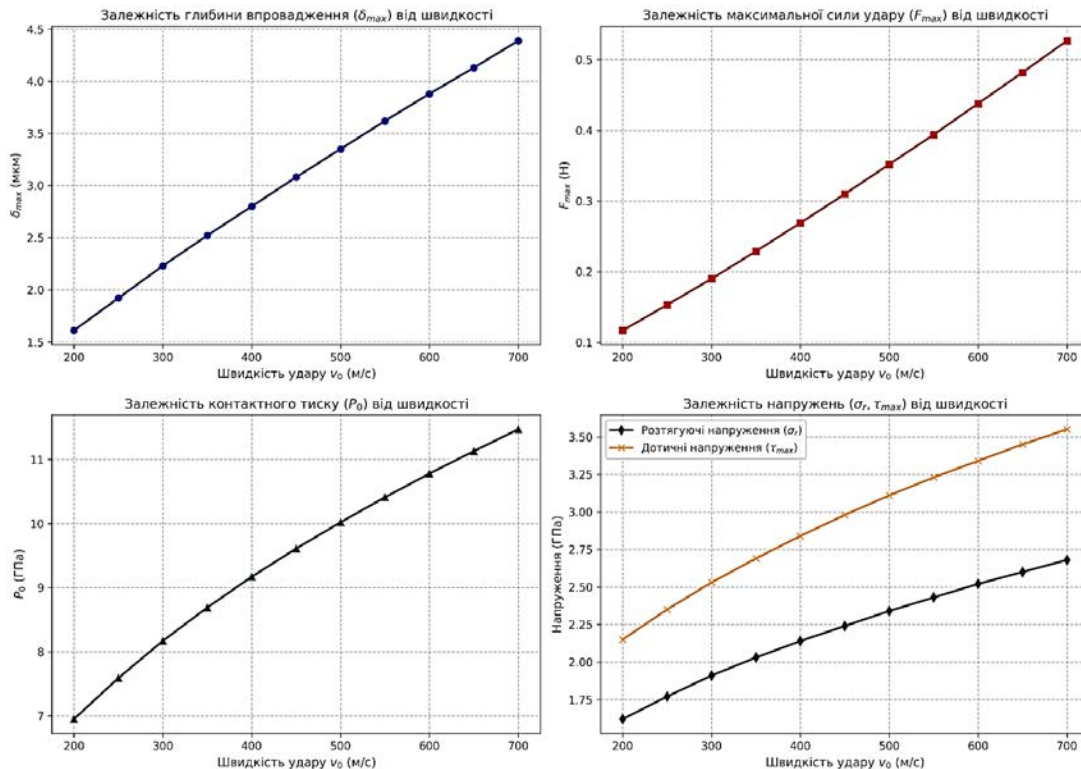 Залежність глибини впровадження (δmax) від швидкості
4.5
4.0
3.5
3.0
2.5
2.0
1.5
δmax (мкм)
200 300 400 500 600 700
Швидкість удару v0 (м/с)
Залежність максимальної сили удару (Fmax) від швидкості
0.5
0.4
0.3
0.2
0.1
Fmax (Н)
200 300 400 500 600 700
Швидкість удару v0 (м/с)
Залежність контактного тиску (P0) від швидкості
11
10
9
8
7
P0 (ГПа)
200 300 400 500 600 700
Швидкість удару v0 (м/с)
Залежність напружень (σr, τmax) від швидкості
Розтягуючі напруження (σr)
Дотичні напруження (τmax)
3.50
3.25
3.00
2.75
2.50
2.25
2.00
1.75
Напруження (ГПа)
200 300 400 500 600 700
Швидкість удару v0 (м/с)